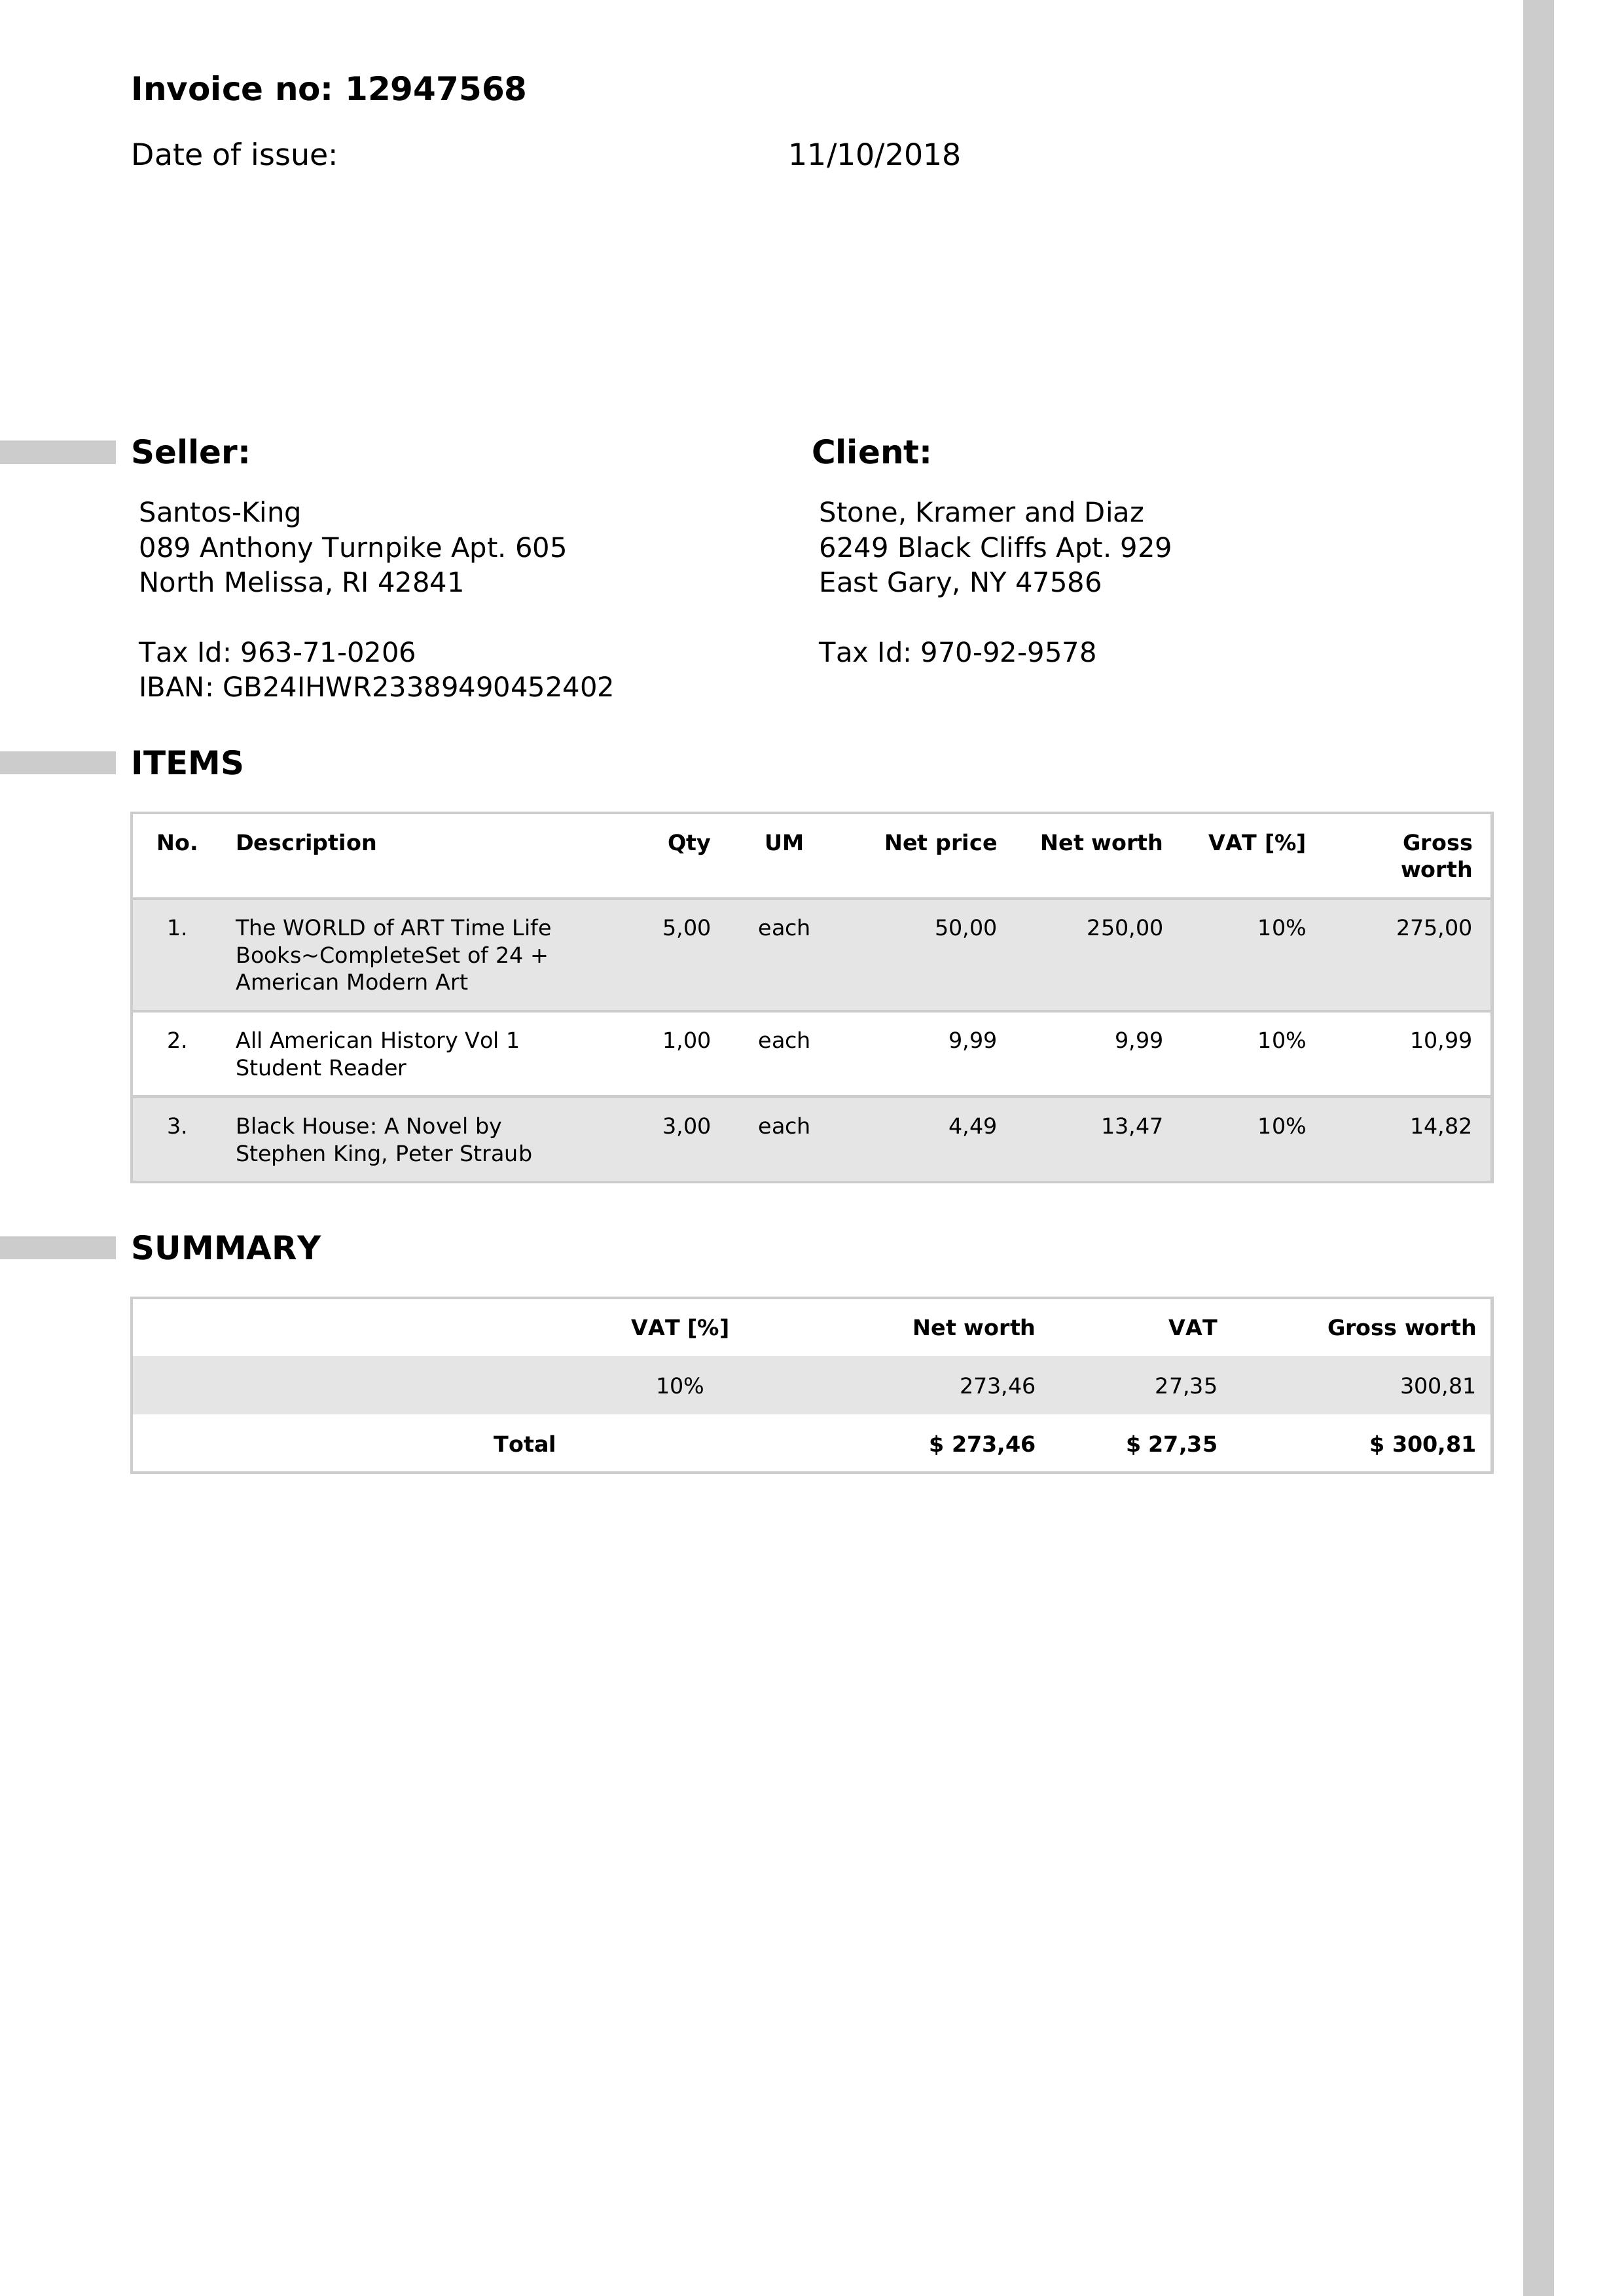 Invoice no: 12947568
Date of issue: 11/10/2018
Seller:
Santos-King
089 Anthony Turnpike Apt. 605
North Melissa, RI 42841
Tax Id: 963-71-0206
IBAN: GB24IHWR23389490452402
Client:
Stone, Kramer and Diaz
6249 Black Cliffs Apt. 929
East Gary, NY 47586
Tax Id: 970-92-9578
ITEMS
No. Description Qty UM Net price Net worth VAT [%] Gross
worth
1. The WORLD of ART Time Life 5,00 each 50,00 250,00 10% 275,00
Books~CompleteSet of 24 +
American Modern Art
2. All American History Vol 1 1,00 each 9,99 9,99 10% 10,99
Student Reader
3. Black House: A Novel by 3,00 each 4,49 13,47 10% 14,82
Stephen King, Peter Straub
SUMMARY
VAT [%] Net worth VAT Gross worth
10% 273,46 27,35 300,81
Total $ 273,46 $ 27,35 $ 300,81